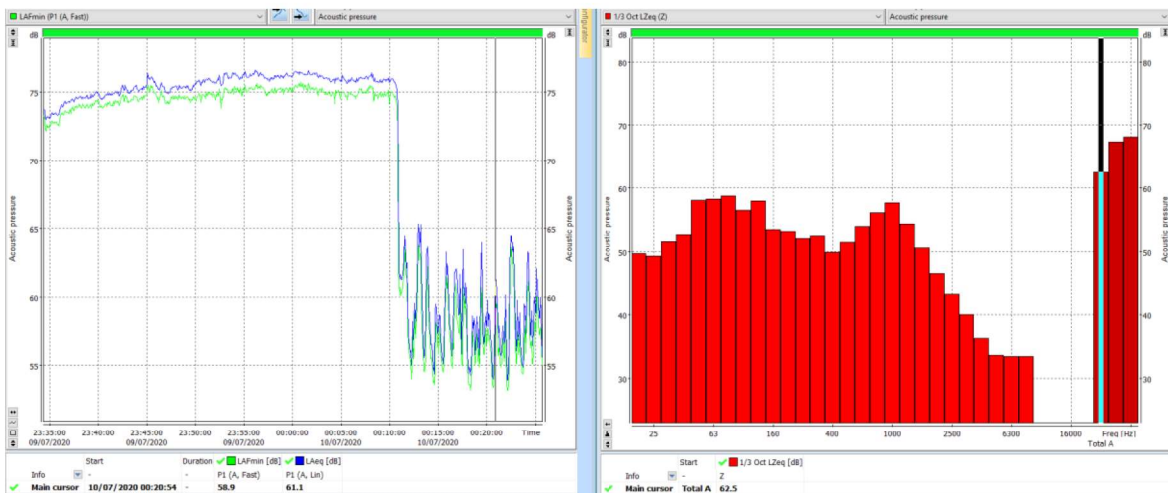 LAFmin (P1 (A, Fast))
Acoustic pressure
dB
dB
75
75
70
70
65
65
60
60
55
55
Acoustic pressure
Acoustic pressure
23:35:00 23:40:00 23:45:00 23:50:00 23:55:00 00:00:00 00:05:00 00:10:00 00:15:00 00:20:00 Time
09/07/2020 09/07/2020 09/07/2020 10/07/2020 10/07/2020
Start Duration LAFmin [dB] LAeq [dB]
Info - - P1 (A, Fast) P1 (A, Lin)
Main cursor 10/07/2020 00:20:54 58.9 61.1
onfigurator
1/3 Oct LZeq (Z)
Acoustic pressure
dB
dB
80
80
70
70
60
60
50
50
40
40
30
30
Acoustic pressure
Acoustic pressure
25 63 160 400 1000 2500 6300 16000 Freq [Hz]
Total A
Start 1/3 Oct LZeq [dB]
Info - Z
Main cursor Total A 62.5